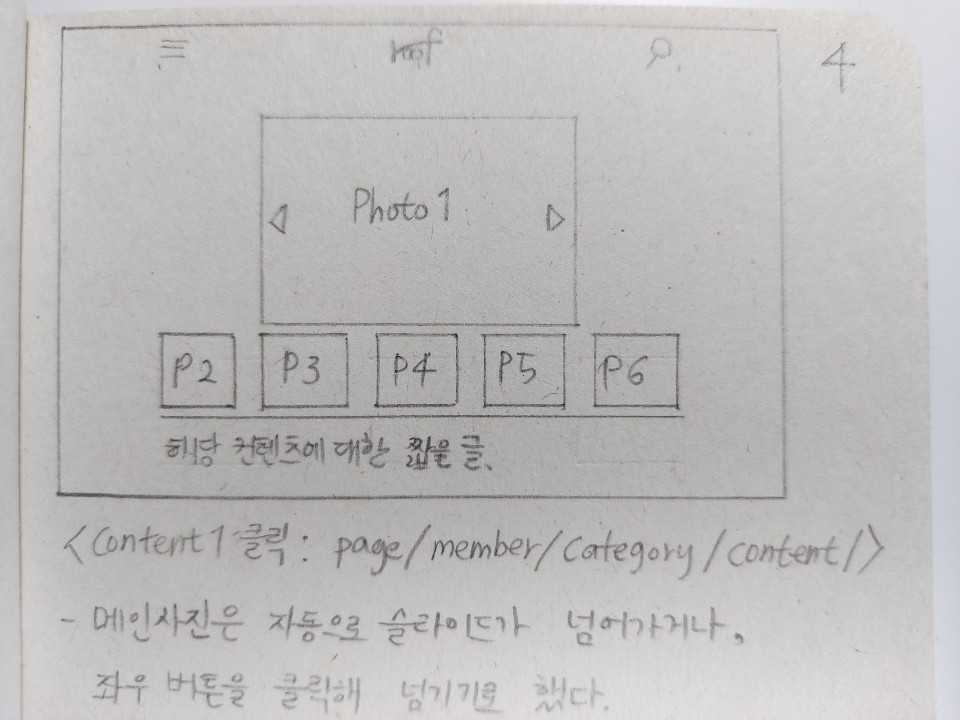 roof
4
Photo 1
P2 P3 P4 P5 P6
해당 컨텐츠에 대한 짧을 글.
<Content 1 클릭 : page/member/category/content/>
- 메인사진은 자동으로 슬라이드가 넘어가거나,
좌우 버튼을 클릭해 넘기기로 했다.